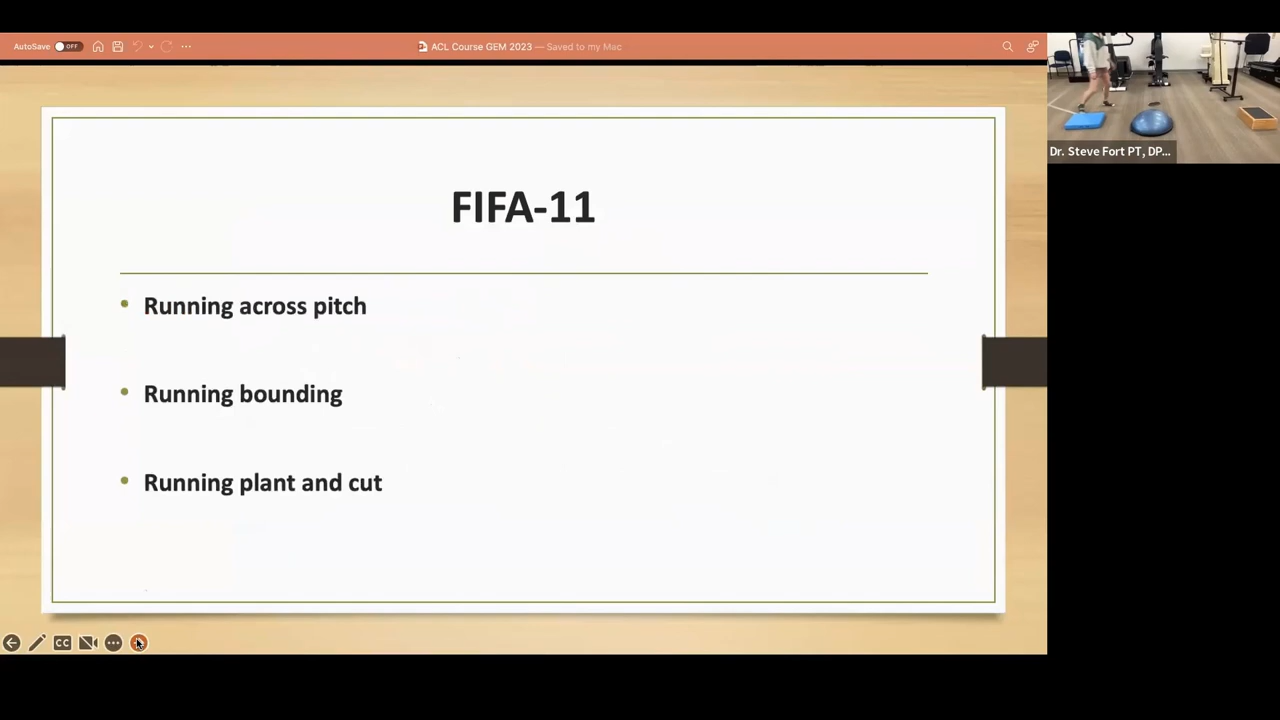 AutoSave OFF
ACL Course GEM 2023 — Saved to my Mac
Dr. Steve Fort PT, DP...
FIFA-11
• Running across pitch
• Running bounding
• Running plant and cut
CC